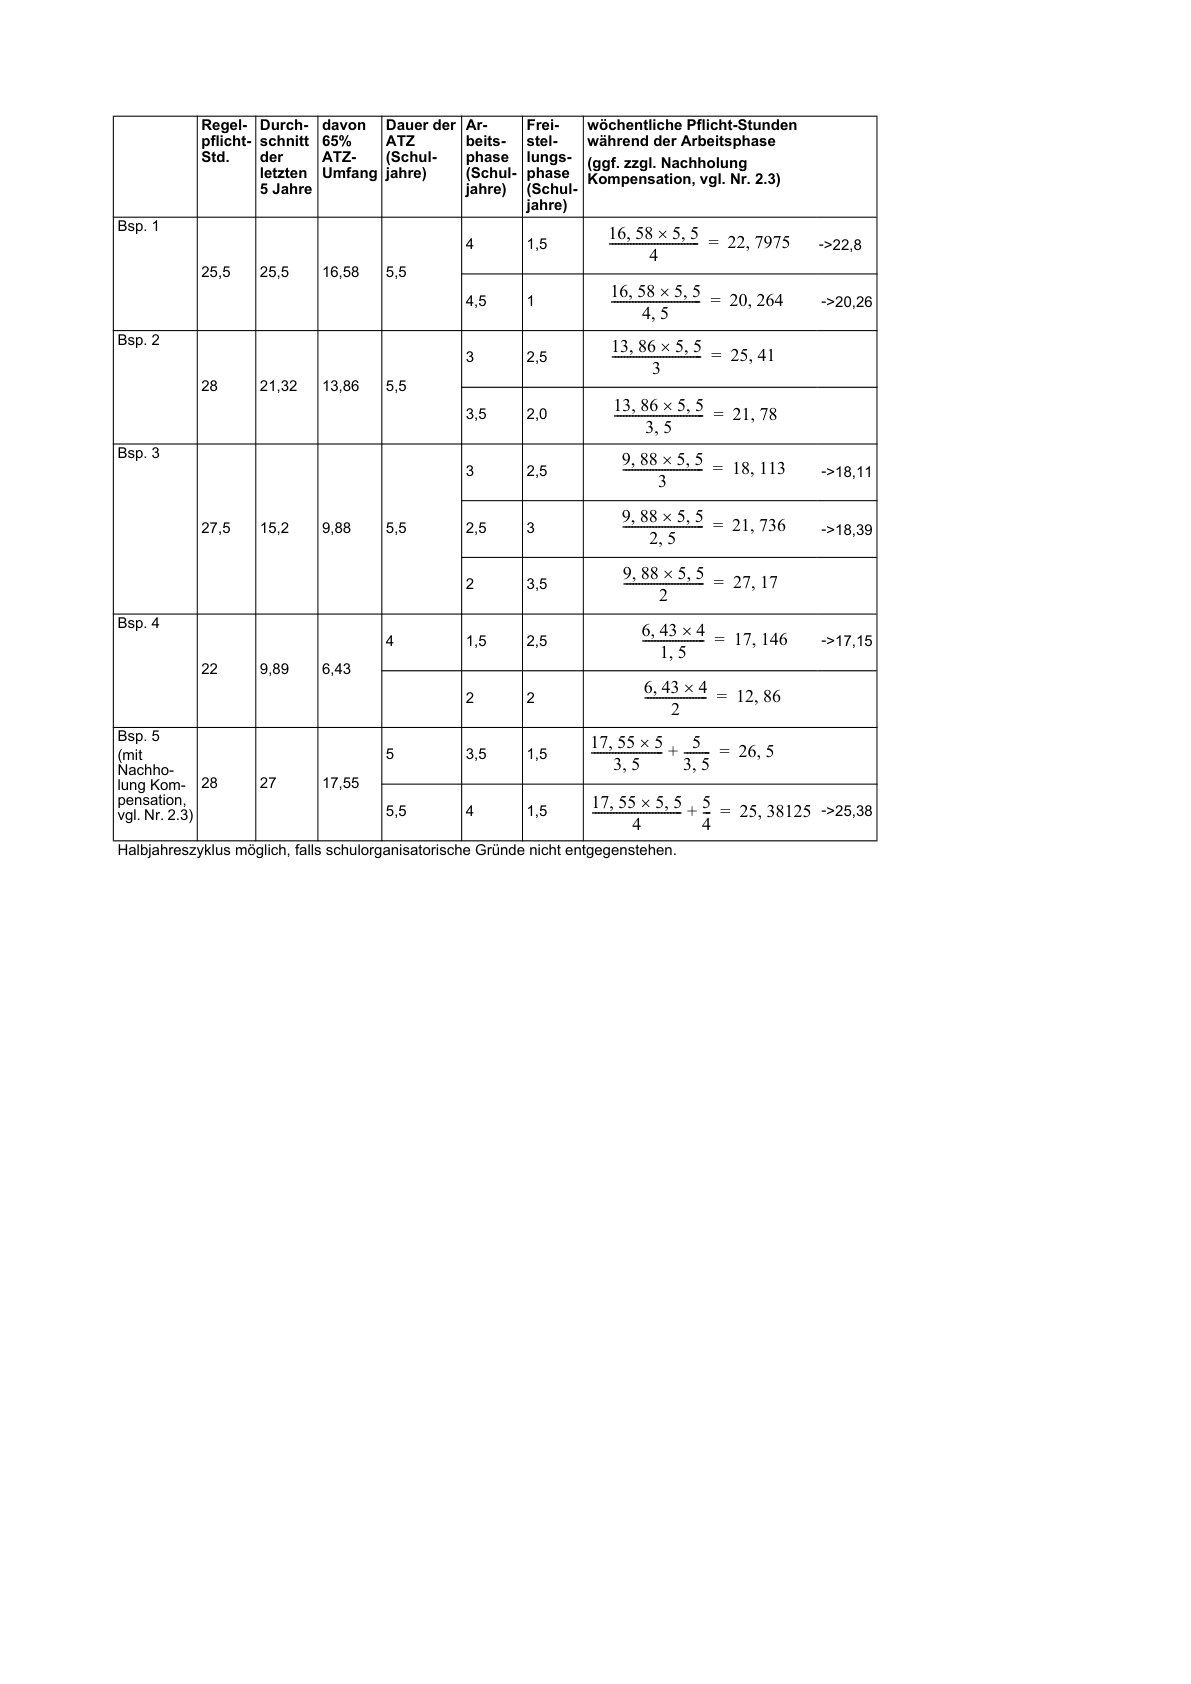 Regel-
pflicht-
Std.
Durch-
schnitt
der
letzten
5 Jahre
davon
65%
ATZ-
Umfang
Dauer der
ATZ
(Schul-
jahre)
Ar-
beits-
phase
(Schul-
jahre)
Frei-
stel-
lungs-
phase
(Schul-
jahre)
wöchentliche Pflicht-Stunden
während der Arbeitsphase
(ggf. zzgl. Nachholung
Kompensation, vgl. Nr. 2.3)
Bsp. 1
25,5
25,5
16,58
5,5
4
1,5
16, 58 × 5, 5
4
= 22, 7975
->22,8
4,5
1
16, 58 × 5, 5
4, 5
= 20, 264
->20,26
Bsp. 2
28
21,32
13,86
5,5
3
2,5
13, 86 × 5, 5
3
= 25, 41
3,5
2,0
13, 86 × 5, 5
3, 5
= 21, 78
Bsp. 3
27,5
15,2
9,88
5,5
3
2,5
9, 88 × 5, 5
3
= 18, 113
->18,11
2,5
3
9, 88 × 5, 5
2, 5
= 21, 736
->18,39
2
3,5
9, 88 × 5, 5
2
= 27, 17
Bsp. 4
22
9,89
6,43
4
1,5
2,5
6, 43 × 4
1, 5
= 17, 146
->17,15
2
2
6, 43 × 4
2
= 12, 86
Bsp. 5
(mit
Nachho-
lung Kom-
pensation,
vgl. Nr. 2.3)
28
27
17,55
5
3,5
1,5
17, 55 × 5
3, 5
+
5
3, 5
= 26, 5
5,5
4
1,5
17, 55 × 5, 5
4
+
5
4
= 25, 38125
->25,38
Halbjahreszyklus möglich, falls schulorganisatorische Gründe nicht entgegenstehen.